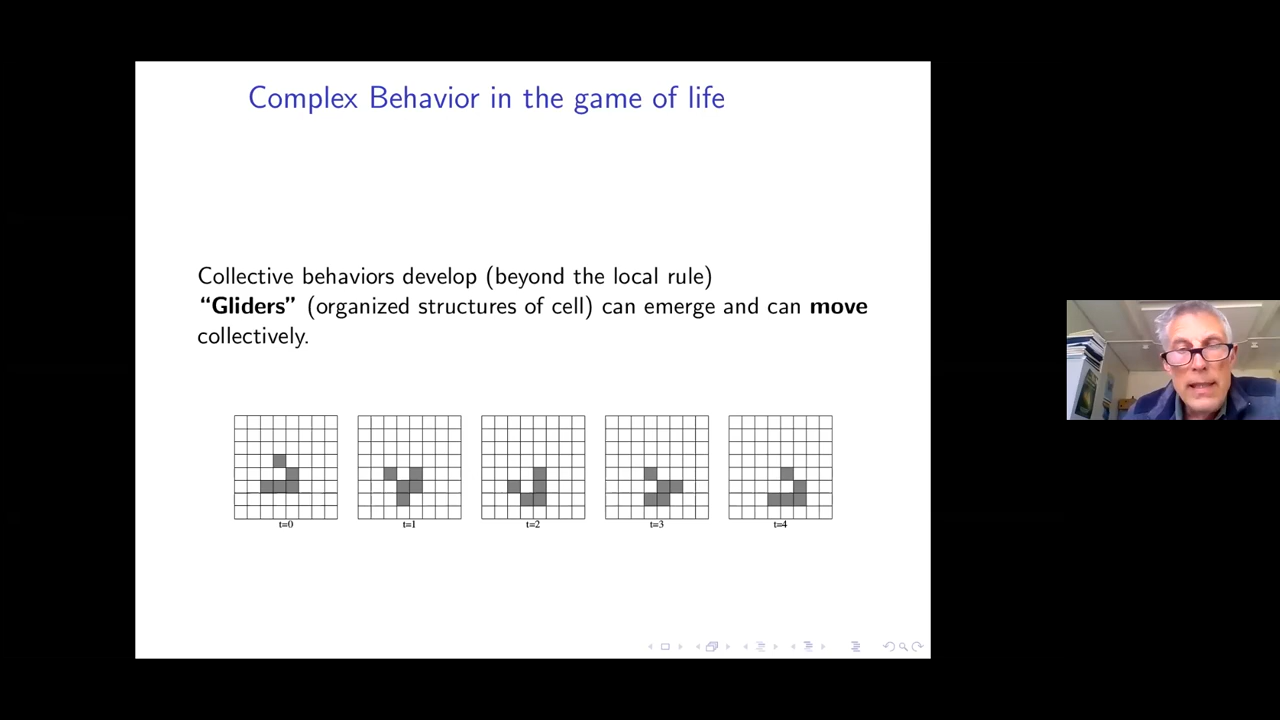 Complex Behavior in the game of life
Collective behaviors develop (beyond the local rule)
“Gliders” (organized structures of cell) can emerge and can move
collectively.
t=0 t=1 t=2 t=3 t=4